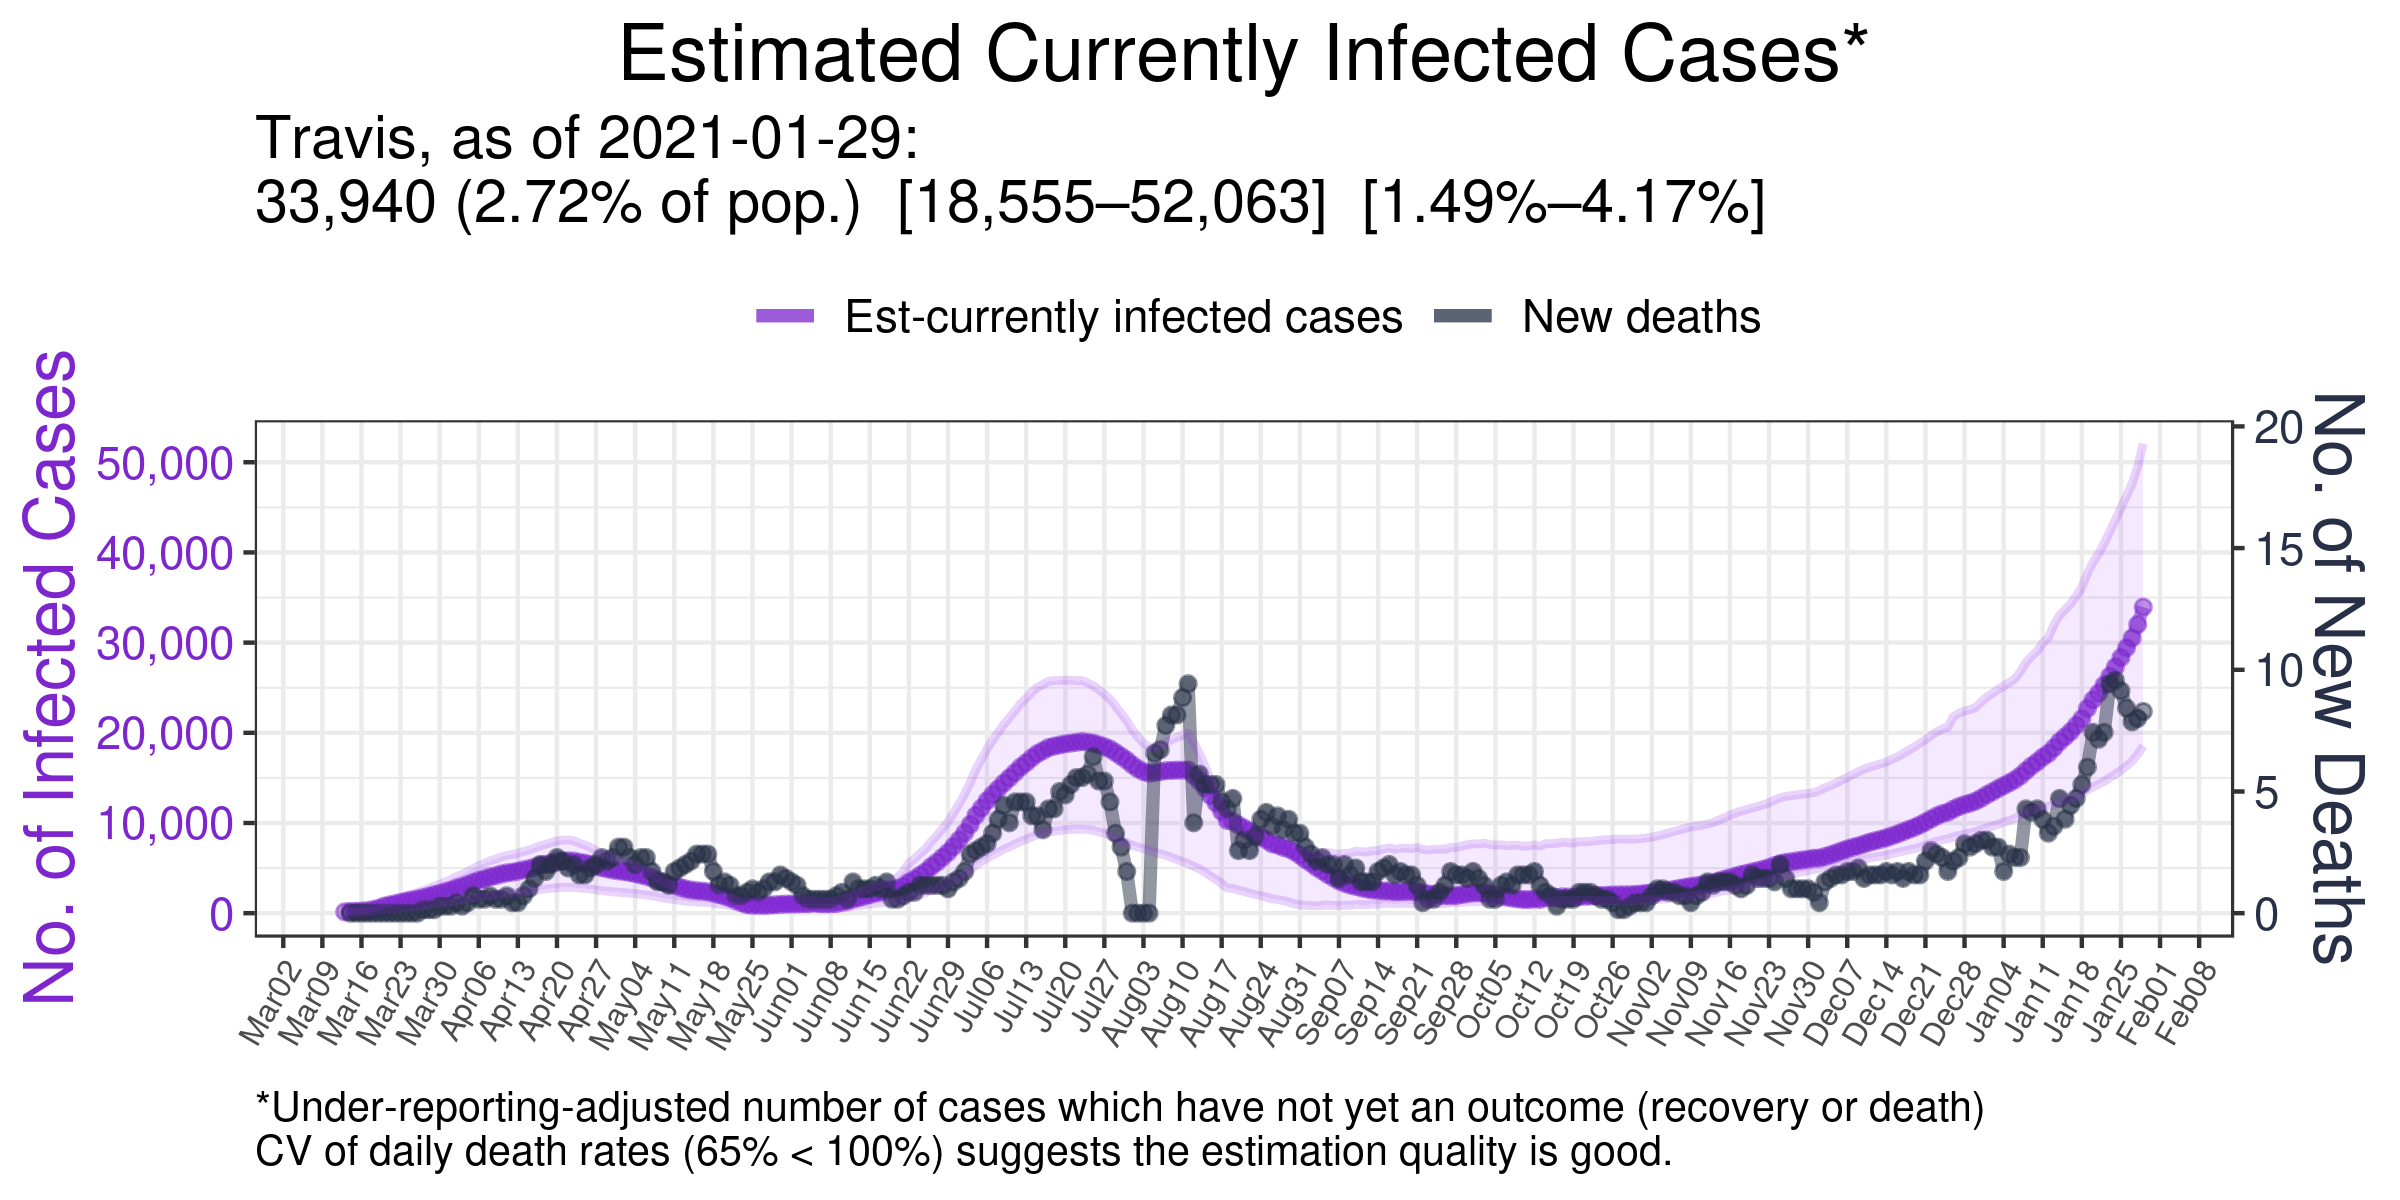 Estimated Currently Infected Cases*
Travis, as of 2021-01-29:
33,940 (2.72% of pop.)  [18,555–52,063]  [1.49%–4.17%]
Est-currently infected cases
New deaths
No. of Infected Cases
50,000
40,000
30,000
20,000
10,000
0
20
15
10
5
0
No. of New Deaths
Mar02
Mar09
Mar16
Mar23
Mar30
Apr06
Apr13
Apr20
Apr27
May04
May11
May18
May25
Jun01
Jun08
Jun15
Jun22
Jun29
Jul06
Jul13
Jul20
Jul27
Aug03
Aug10
Aug17
Aug24
Aug31
Sep07
Sep14
Sep21
Sep28
Oct05
Oct12
Oct19
Oct26
Nov02
Nov09
Nov16
Nov23
Nov30
Dec07
Dec14
Dec21
Dec28
Jan04
Jan11
Jan18
Jan25
Feb01
Feb08
*Under-reporting-adjusted number of cases which have not yet an outcome (recovery or death)
CV of daily death rates (65% < 100%) suggests the estimation quality is good.